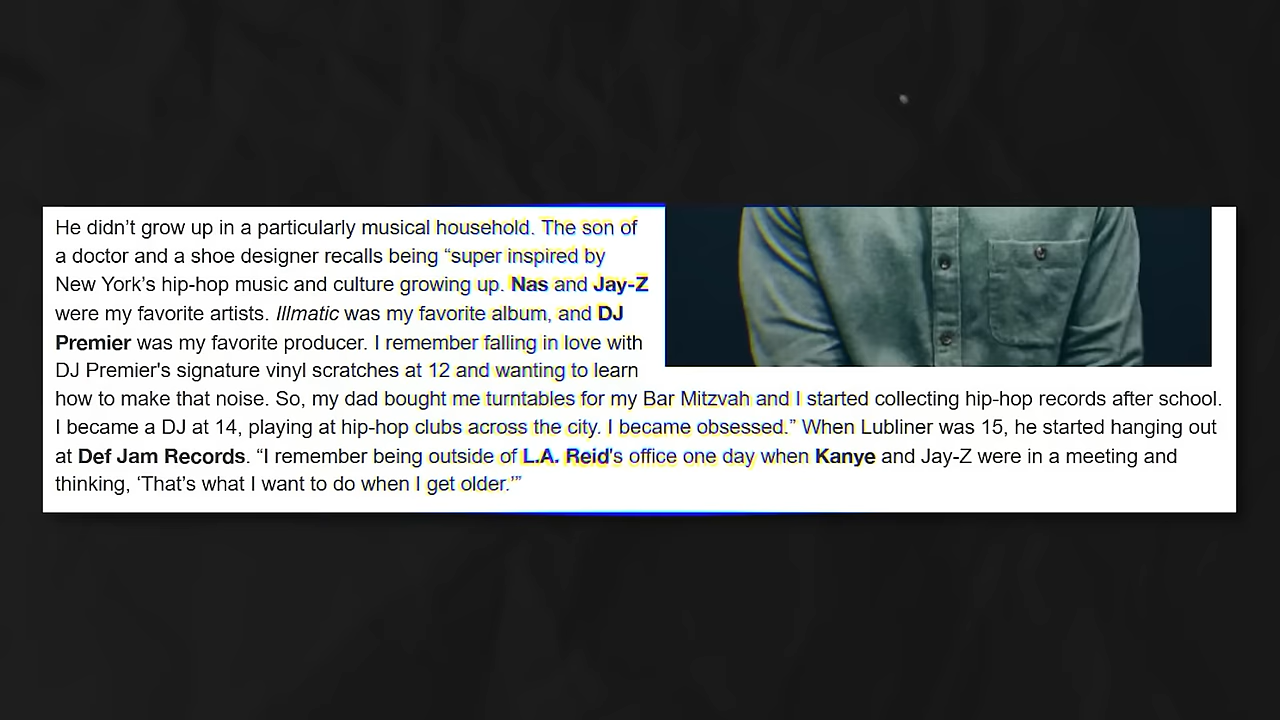 He didn’t grow up in a particularly musical household. The son of
a doctor and a shoe designer recalls being “super inspired by
New York’s hip-hop music and culture growing up. Nas and Jay-Z
were my favorite artists. Illmatic was my favorite album, and DJ
Premier was my favorite producer. I remember falling in love with
DJ Premier's signature vinyl scratches at 12 and wanting to learn
how to make that noise. So, my dad bought me turntables for my Bar Mitzvah and I started collecting hip-hop records after school.
I became a DJ at 14, playing at hip-hop clubs across the city. I became obsessed.” When Lubliner was 15, he started hanging out
at Def Jam Records. “I remember being outside of L.A. Reid's office one day when Kanye and Jay-Z were in a meeting and
thinking, ‘That’s what I want to do when I get older.’”